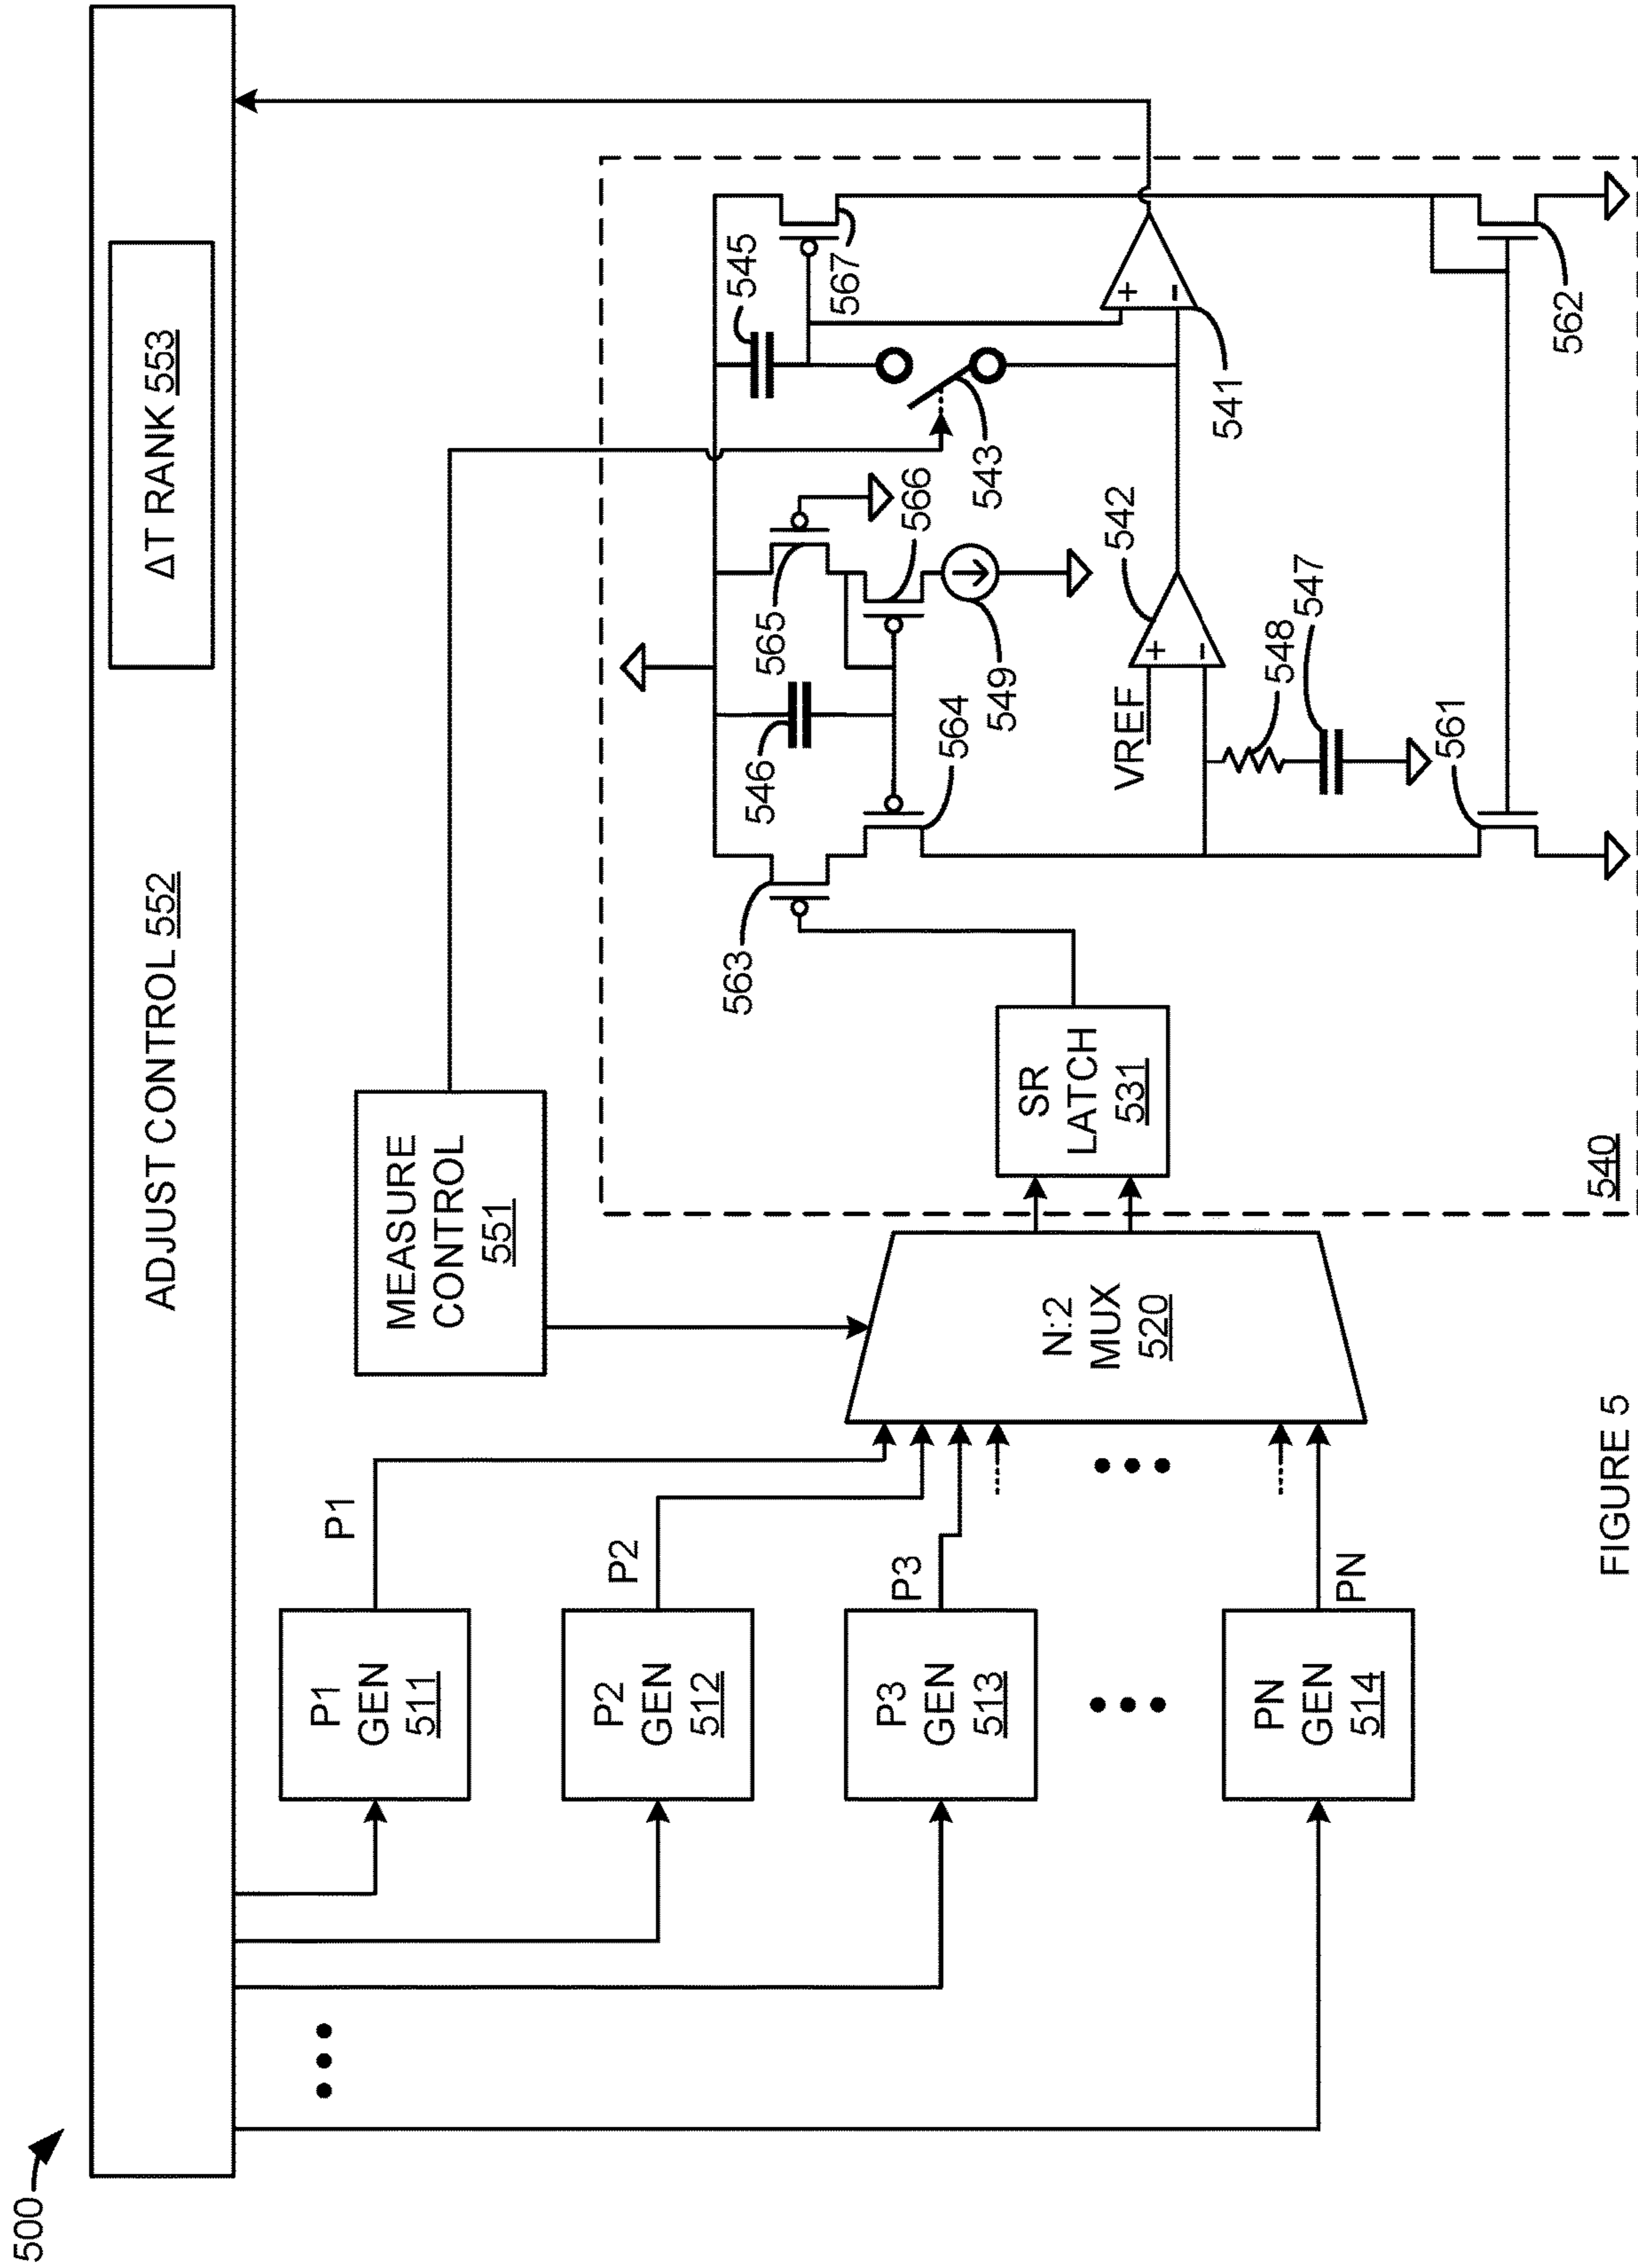 500
ADJUST CONTROL 552
ΔT RANK 553
P1
GEN
511
P1
P2
GEN
512
P2
P3
GEN
513
P3
PN
GEN
514
PN
MEASURE
CONTROL
551
N:2
MUX
520
SR
LATCH
531
540
563
546
564
565
566
549
543
545
567
VREF
542
541
548
547
561
562
+
-
+
-
FIGURE 5